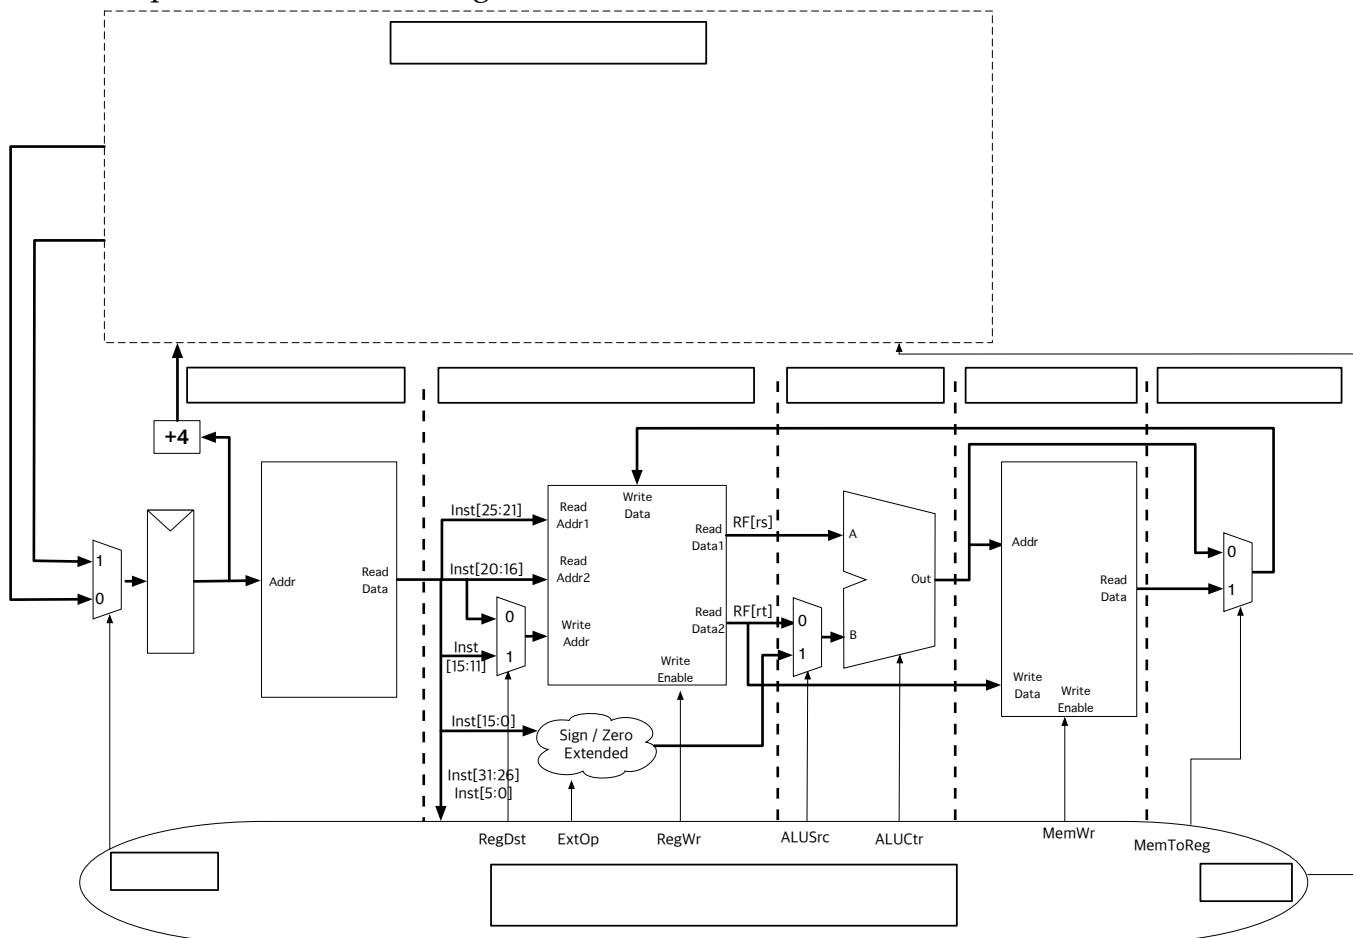 +4
Inst[25:21]
Read
Addr1
Write
Data
Read
Data1
RF[rs]
A
Addr
0
1
0
Addr
Read
Data
Inst[20:16]
Read
Addr2
Out
Read
Data
1
0
Write
Addr
Read
Data2
RF[rt]
0
B
Inst
[15:11]
1
Write
Enable
1
Write
Data
Write
Enable
Inst[15:0]
Sign / Zero
Extended
Inst[31:26]
Inst[5:0]
RegDst
ExtOp
RegWr
ALUSrc
ALUCtr
MemWr
MemToReg